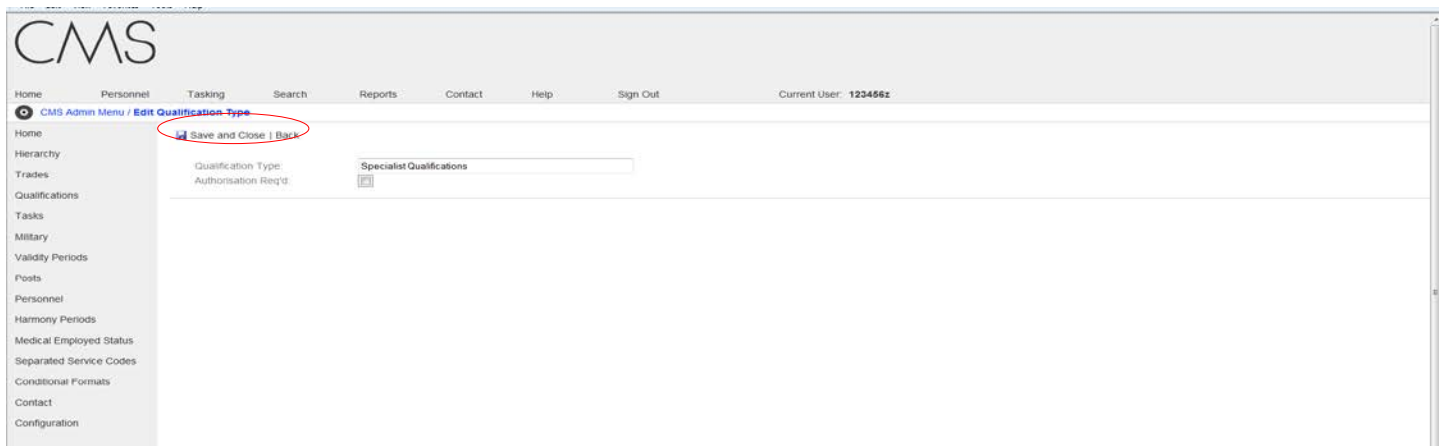 CMS
Home Personnel Tasking Search Reports Contact Help Sign Out Current User: 123456z
CMS Admin Menu / Edit Qualification Type
Home
Save and Close | Back
Hierarchy
Qualification Type: Specialist Qualifications
Trades
Authorisation Req'd:
Qualifications
Tasks
Military
Validity Periods
Posts
Personnel
Harmony Periods
Medical Employed Status
Separated Service Codes
Conditional Formats
Contact
Configuration